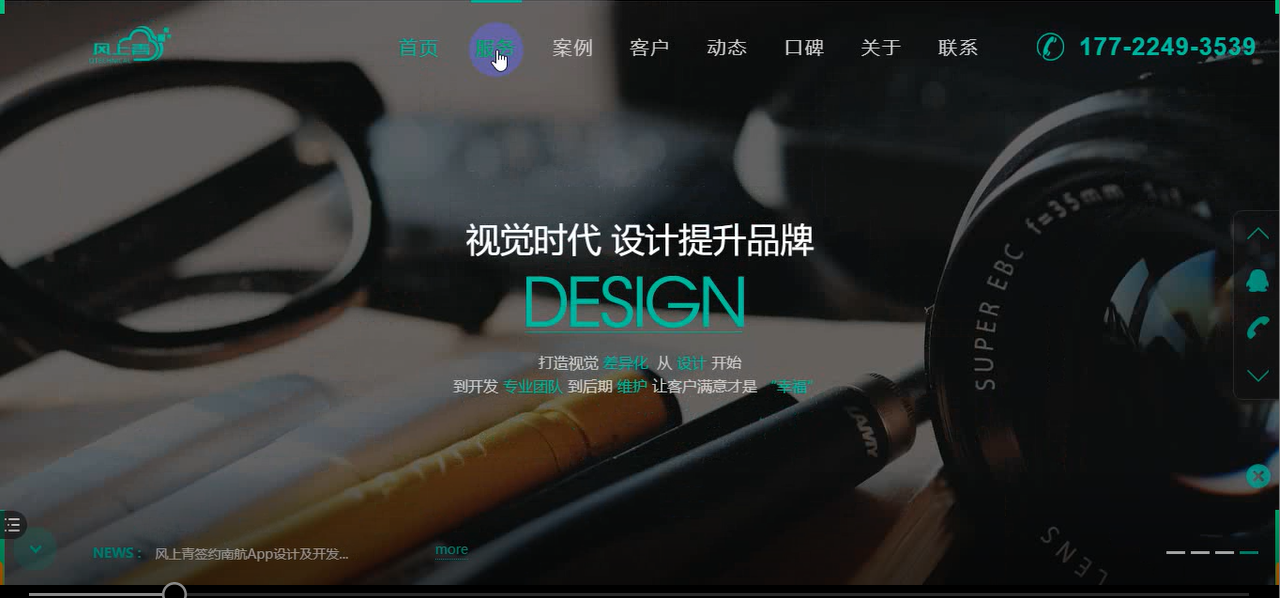 风上青
首页 服务 案例 客户 动态 口碑 关于 联系
177-2249-3539
f=35mm
SUPER EBC
视觉时代 设计提升品牌
DESIGN
打造视觉 差异化 从 设计 开始
到开发 专业团队 到后期 维护 让客户满意才是 “幸福”
LAMY
LENS
NEWS : 风上青签约南航App设计及开发...
more